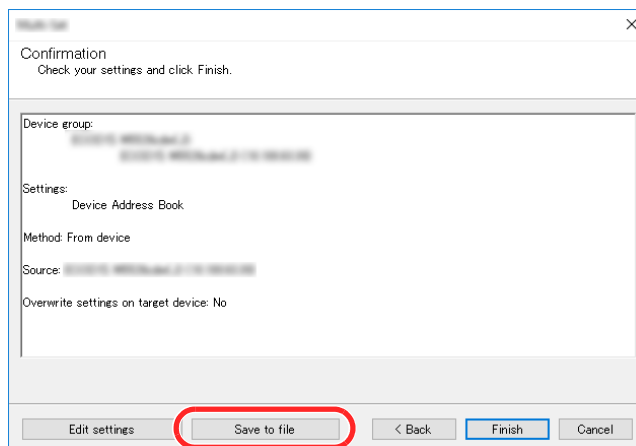 Confirmation
Check your settings and click Finish.
Device group:
Settings:
Device Address Book
Method: From device
Source:
Overwrite settings on target device: No
Edit settings
Save to file
< Back
Finish
Cancel